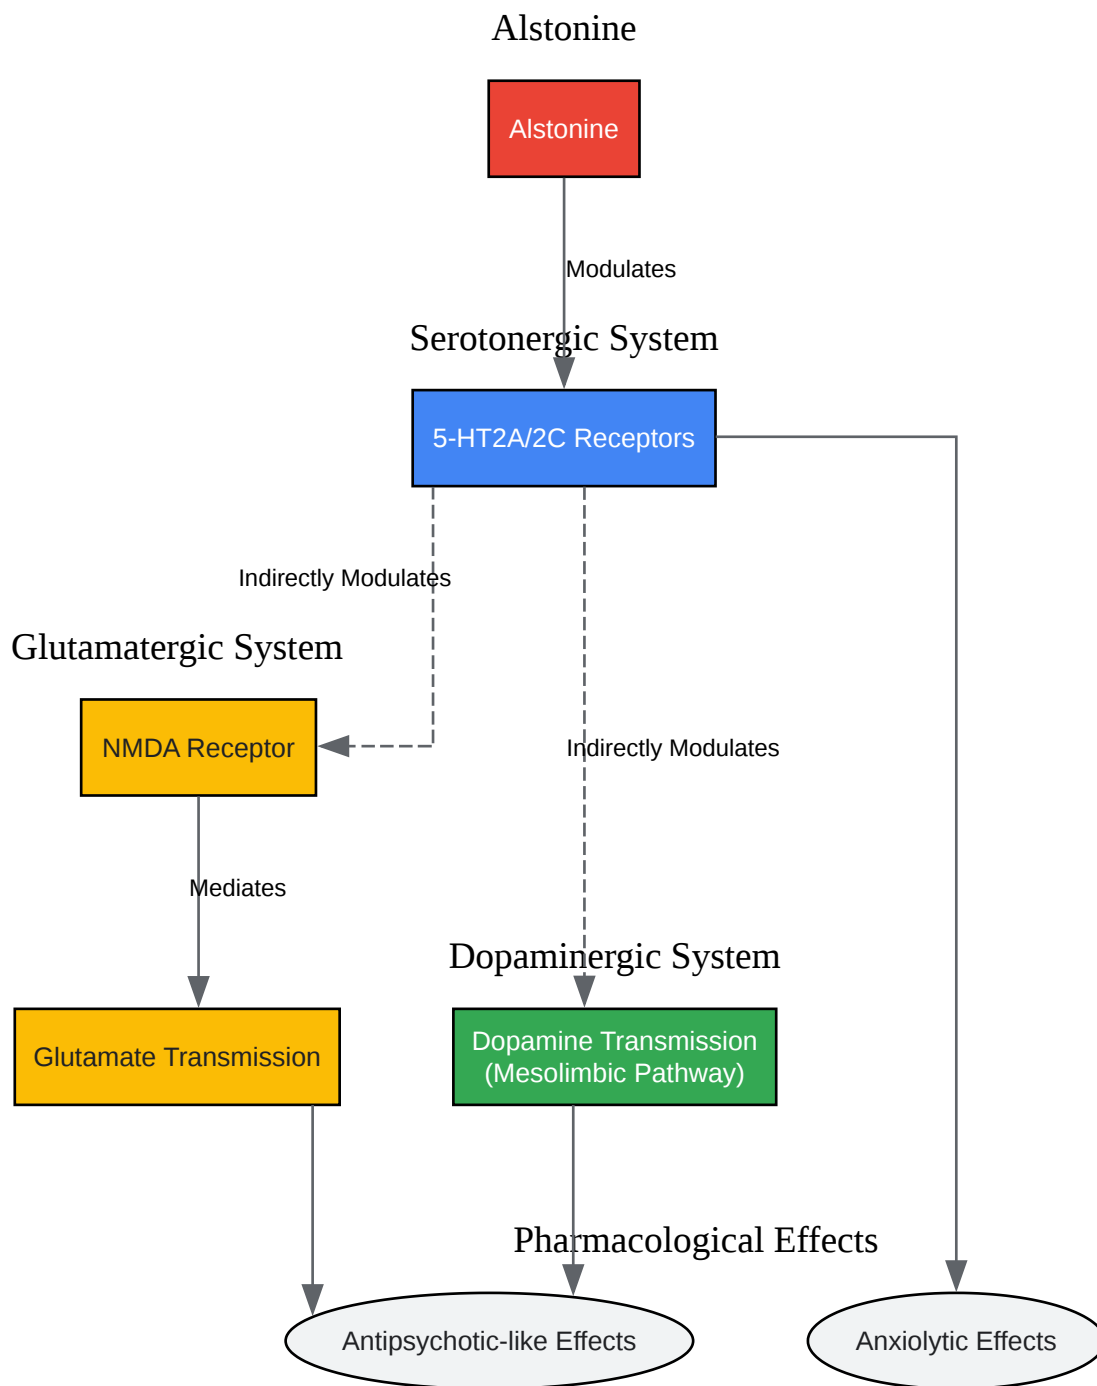 Alstonine
Alstonine
Modulates
Serotonergic System
5-HT2A/2C Receptors
Indirectly Modulates
Glutamatergic System
NMDA Receptor
Indirectly Modulates
Mediates
Dopaminergic System
Glutamate Transmission
Dopamine Transmission
(Mesolimbic Pathway)
Pharmacological Effects
Antipsychotic-like Effects
Anxiolytic Effects